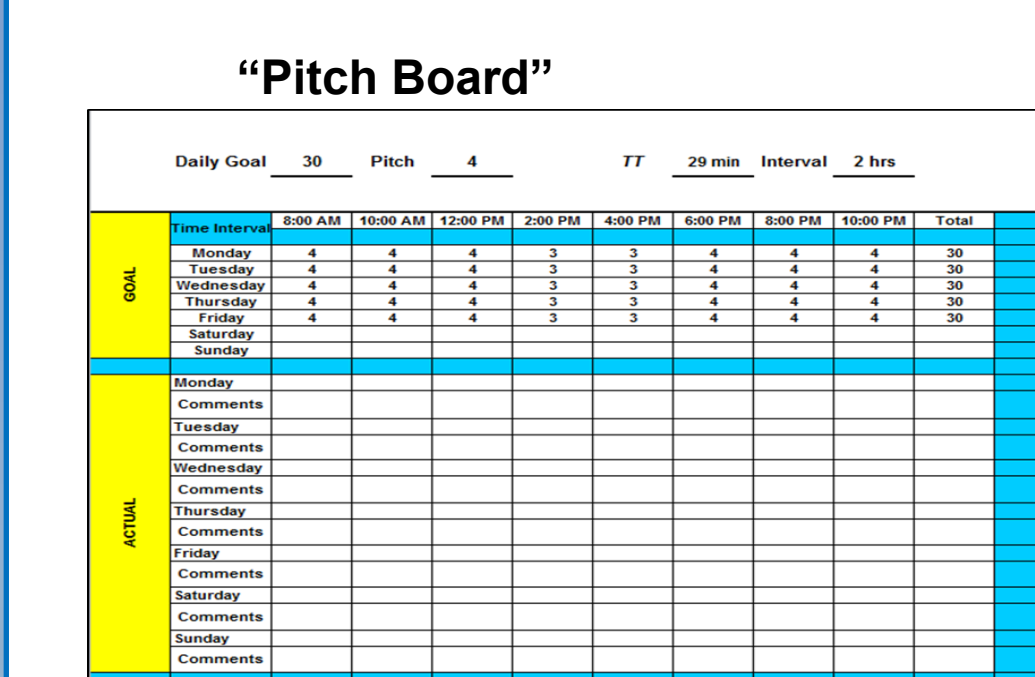 “Pitch Board”
Daily Goal 30 Pitch 4 TT 29 min Interval 2 hrs
Time Interval 8:00 AM 10:00 AM 12:00 PM 2:00 PM 4:00 PM 6:00 PM 8:00 PM 10:00 PM Total
GOAL
Monday 4 4 4 3 3 4 4 4 30
Tuesday 4 4 4 3 3 4 4 4 30
Wednesday 4 4 4 3 3 4 4 4 30
Thursday 4 4 4 3 3 4 4 4 30
Friday 4 4 4 3 3 4 4 4 30
Saturday
Sunday
ACTUAL
Monday
Comments
Tuesday
Comments
Wednesday
Comments
Thursday
Comments
Friday
Comments
Saturday
Comments
Sunday
Comments